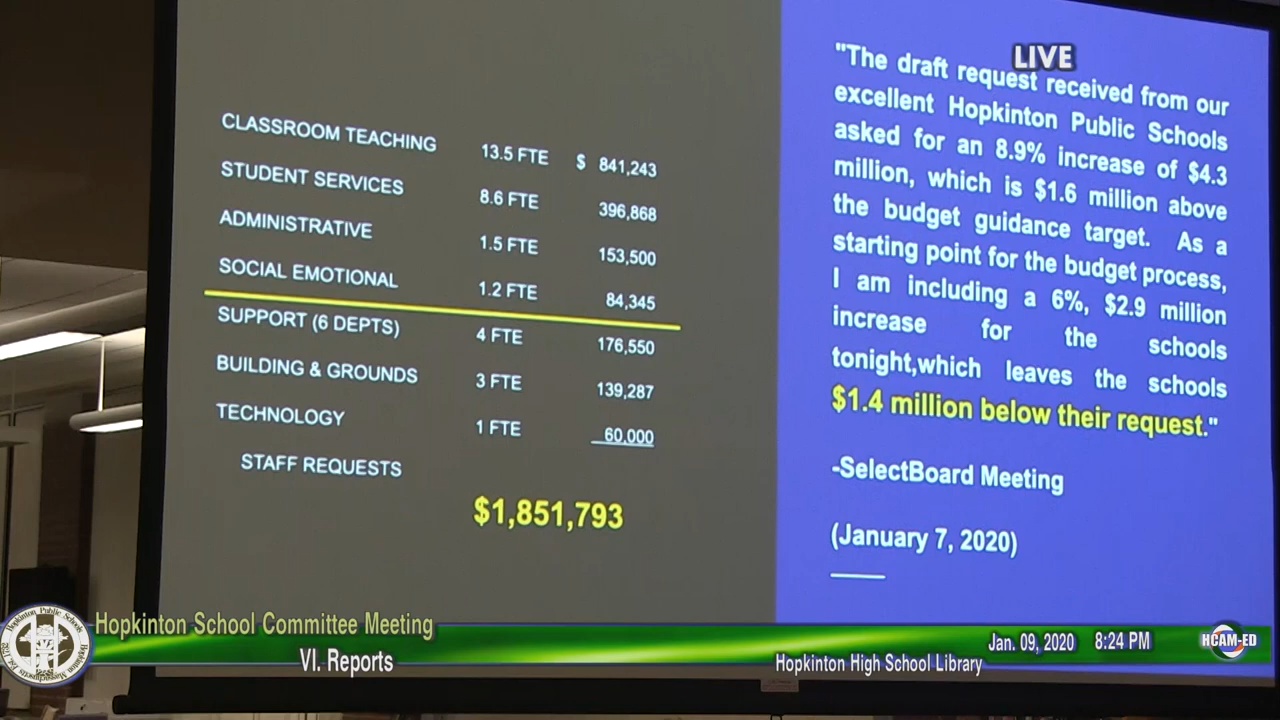 LIVE
CLASSROOM TEACHING 13.5 FTE $ 841,243
STUDENT SERVICES 8.6 FTE 396,868
ADMINISTRATIVE 1.5 FTE 153,500
SOCIAL EMOTIONAL 1.2 FTE 84,345
SUPPORT (6 DEPTS) 4 FTE 176,550
BUILDING & GROUNDS 3 FTE 139,287
TECHNOLOGY 1 FTE 60,000
STAFF REQUESTS
$1,851,793
"The draft request received from our
excellent Hopkinton Public Schools
asked for an 8.9% increase of $4.3
million, which is $1.6 million above
the budget guidance target. As a
starting point for the budget process,
I am including a 6%, $2.9 million
increase for the schools
tonight,which leaves the schools
$1.4 million below their request."
-SelectBoard Meeting
(January 7, 2020)
Hopkinton School Committee Meeting
VI. Reports
Jan. 09, 2020 8:24 PM
Hopkinton High School Library
HCAM-ED
Hopkinton Public Schools